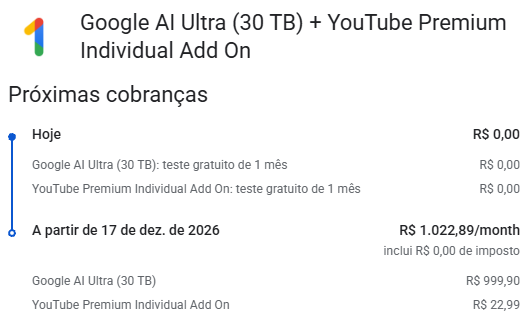 Google AI Ultra (30 TB) + YouTube Premium
Individual Add On
Próximas cobranças
Hoje R$ 0,00
Google AI Ultra (30 TB): teste gratuito de 1 mês R$ 0,00
YouTube Premium Individual Add On: teste gratuito de 1 mês R$ 0,00
A partir de 17 de dez. de 2026 R$ 1.022,89/month
inclui R$ 0,00 de imposto
Google AI Ultra (30 TB) R$ 999,90
YouTube Premium Individual Add On R$ 22,99